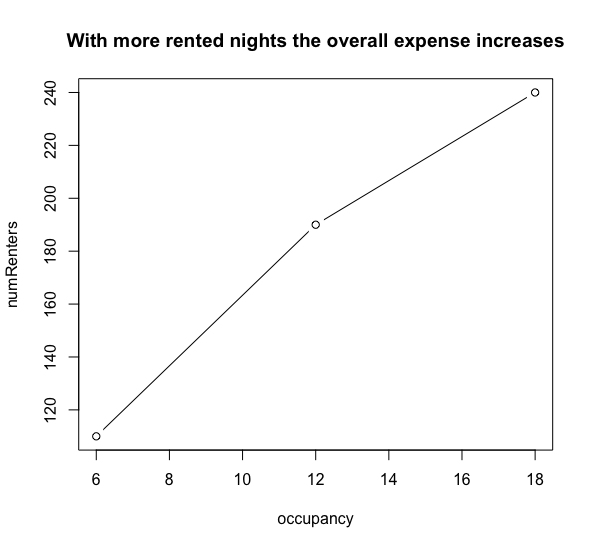 With more rented nights the overall expense increases
numRenters
240
220
200
180
160
140
120
6 8 10 12 14 16 18
occupancy